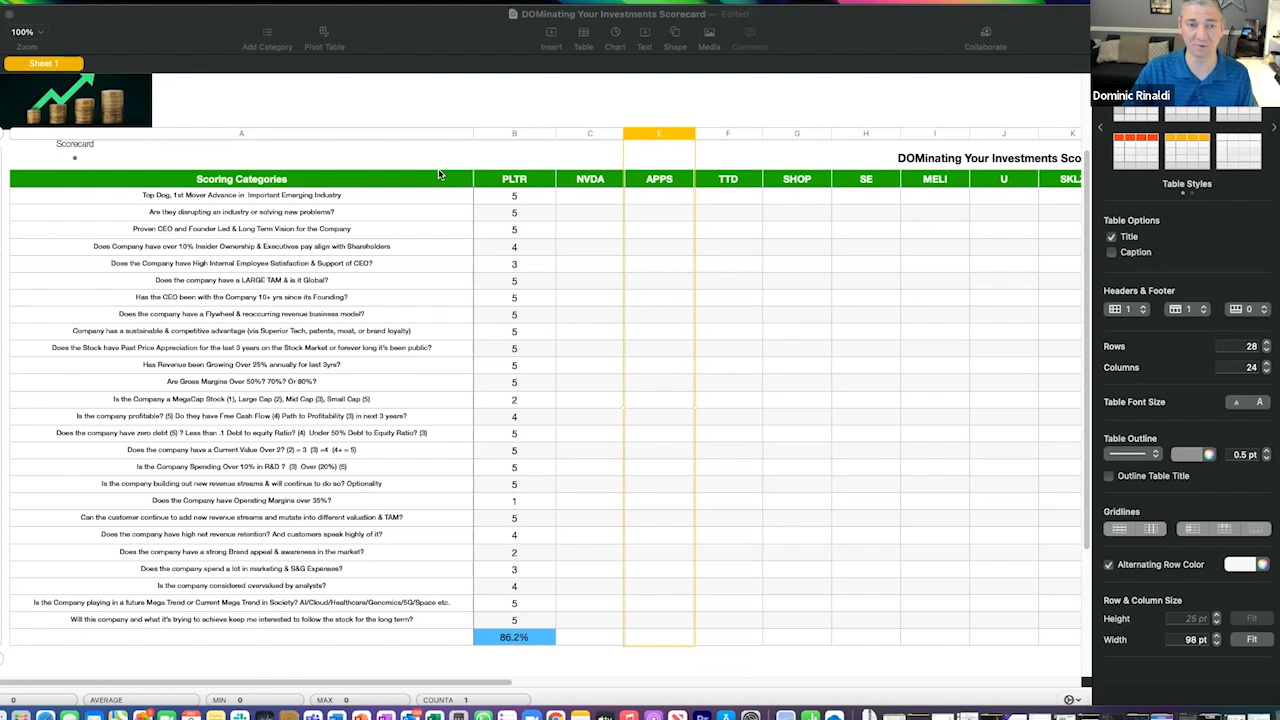 DOMinating Your Investments Scorecard — Edited
100%
Zoom
Add Category
Pivot Table
Insert
Table
Chart
Text
Shape
Media
Comment
Collaborate
Sheet 1
Dominic Rinaldi
A B C E F G H I J K
Scorecard
DOMinating Your Investments Sco
Scoring Categories PLTR NVDA APPS TTD SHOP SE MELI U SKLZ
Top Dog, 1st Mover Advance in Important Emerging Industry 5
Are they disrupting an industry or solving new problems? 5
Proven CEO and Founder Led & Long Term Vision for the Company 5
Does Company have over 10% Insider Ownership & Executives pay align with Shareholders 4
Does the Company have High Internal Employee Satisfaction & Support of CEO? 3
Does the company have a LARGE TAM & is it Global? 5
Has the CEO been with the Company 10+ yrs since its Founding? 5
Does the company have a Flywheel & reoccurring revenue business model? 5
Company has a sustainable & competitive advantage (via Superior Tech, patents, moat, or brand loyalty) 5
Does the Stock have Past Price Appreciation for the last 3 years on the Stock Market or forever long it's been public? 5
Has Revenue been Growing Over 25% annually for last 3yrs? 5
Are Gross Margins Over 50%? 70%? Or 80%? 5
Is the Company a MegaCap Stock (1), Large Cap (2), Mid Cap (3), Small Cap (5) 2
Is the company profitable? (5) Do they have Free Cash Flow (4) Path to Profitability (3) in next 3 years? 4
Does the company have zero debt (5) ? Less than .1 Debt to equity Ratio? (4) Under 50% Debt to Equity Ratio? (3) 5
Does the company have a Current Value Over 2? (2) = 3 (3) =4 (4+ = 5) 5
Is the Company Spending Over 10% in R&D ? (3) Over (20%) (5) 5
Is the company building out new revenue streams & will continue to do so? Optionality 5
Does the Company have Operating Margins over 35%? 1
Can the customer continue to add new revenue streams and mutate into different valuation & TAM? 5
Does the company have high net revenue retention? And customers speak highly of it? 4
Does the company have a strong Brand appeal & awareness in the market? 2
Does the company spend a lot in marketing & S&G Expenses? 3
Is the company considered overvalued by analysts? 4
Is the Company playing in a future Mega Trend or Current Mega Trend in Society? AI/Cloud/Healthcare/Genomics/5G/Space etc. 5
Will this company and what it's trying to achieve keep me interested to follow the stock for the long term? 5
86.2%
0 AVERAGE MIN 0 MAX 0 COUNTA 1
Table Styles
Table Options
Title
Caption
Headers & Footer
1 1 0
Rows 28
Columns 24
Table Font Size A A
Table Outline
0.5 pt
Outline Table Title
Gridlines
Alternating Row Color
Row & Column Size
Height 25 pt Fit
Width 98 pt Fit